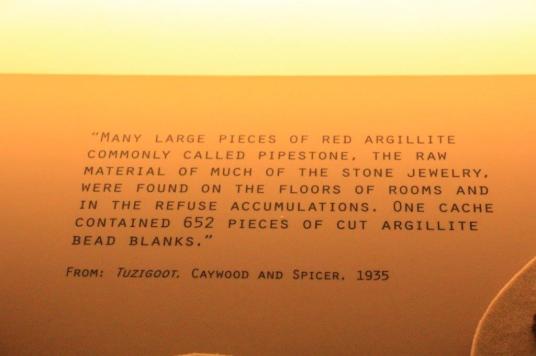 "MANY LARGE PIECES OF RED ARGILLITE
COMMONLY CALLED PIPESTONE, THE RAW
MATERIAL OF MUCH OF THE STONE JEWELRY,
WERE FOUND ON THE FLOORS OF ROOMS AND
IN THE REFUSE ACCUMULATIONS. ONE CACHE
CONTAINED 652 PIECES OF CUT ARGILLITE
BEAD BLANKS."
FROM: TUZIGOOT, CAYWOOD AND SPICER, 1935